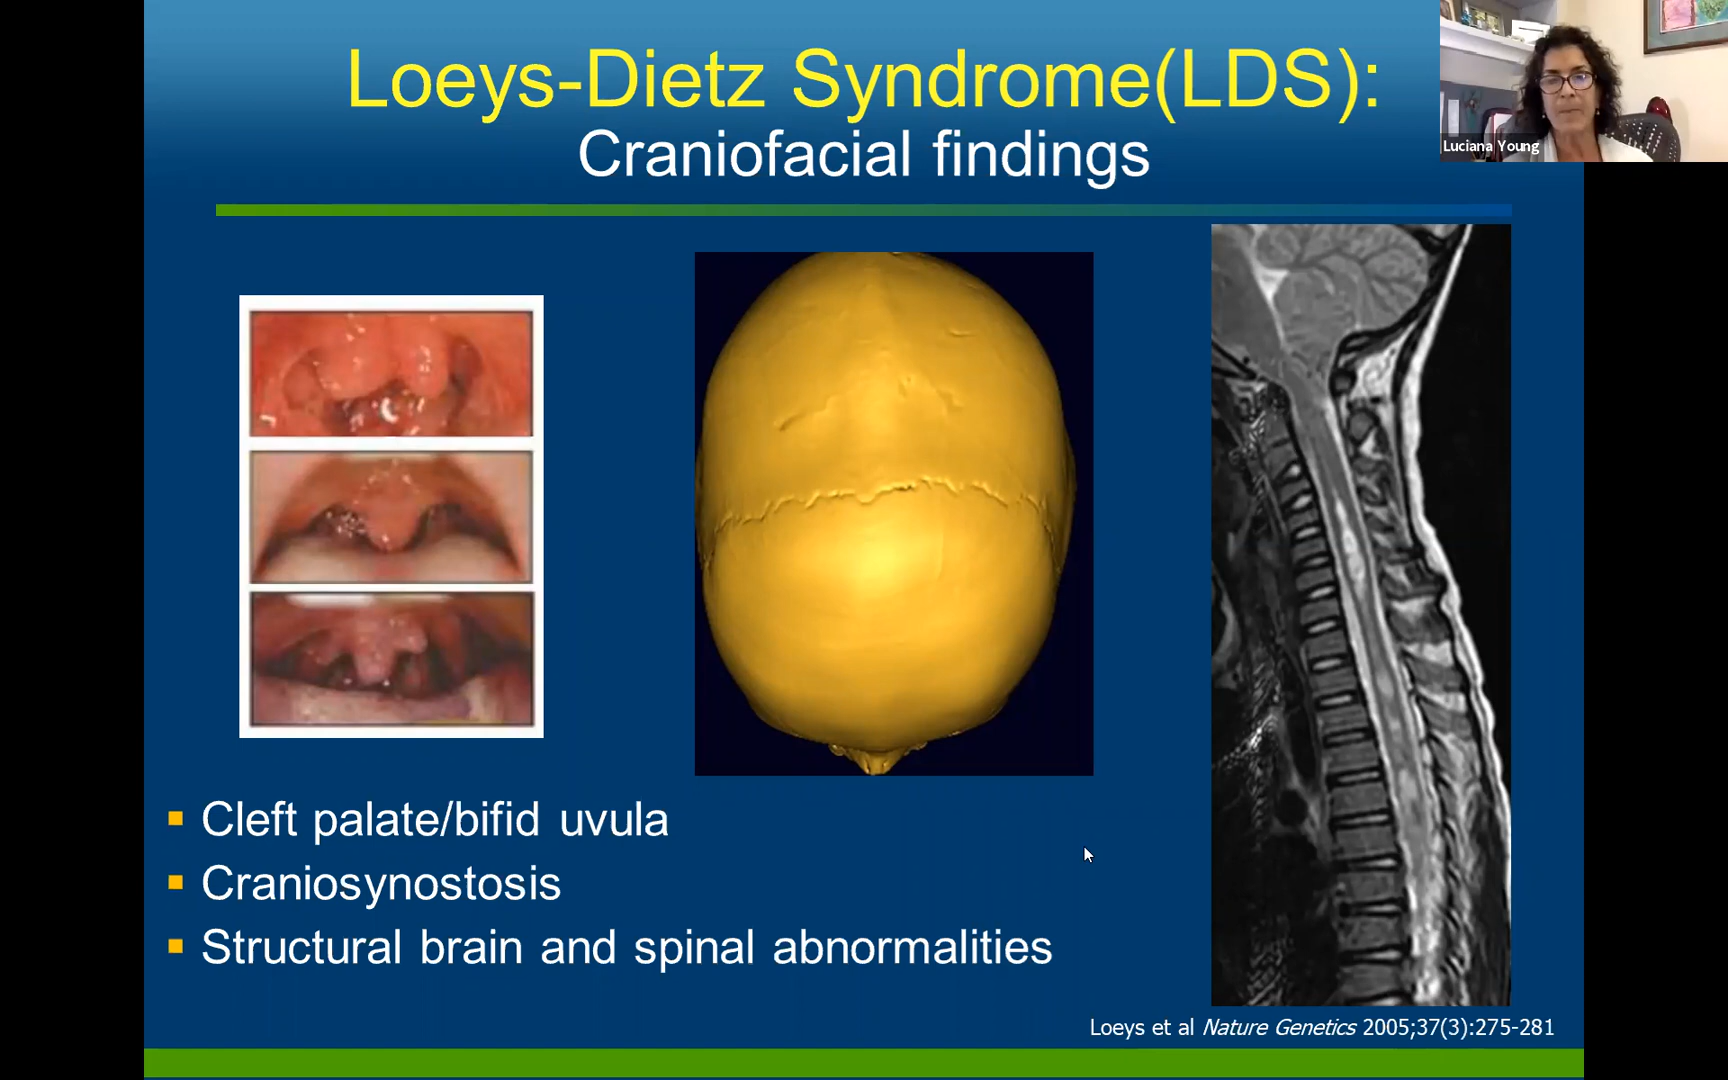 Loeys-Dietz Syndrome(LDS):
Craniofacial findings
Luciana Young
Cleft palate/bifid uvula
Craniosynostosis
Structural brain and spinal abnormalities
Loeys et al Nature Genetics 2005;37(3):275-281